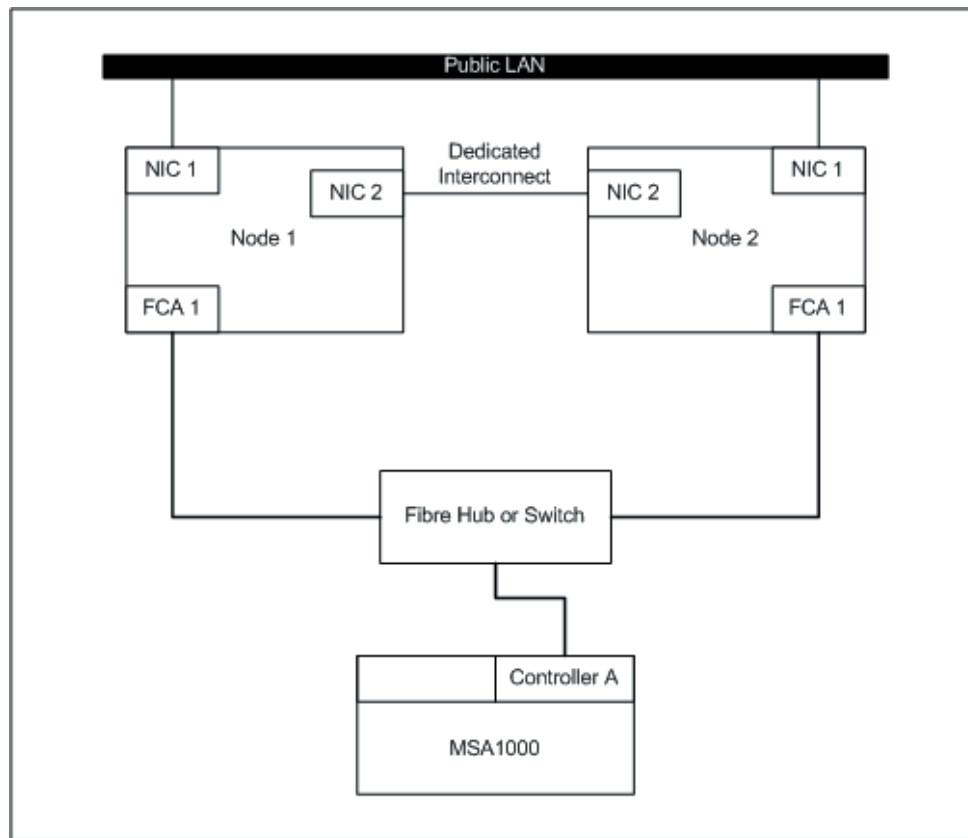 Public LAN
NIC 1
Dedicated
Interconnect
NIC 1
NIC 2
NIC 2
Node 1
Node 2
FCA 1
FCA 1
Fibre Hub or Switch
Controller A
MSA1000